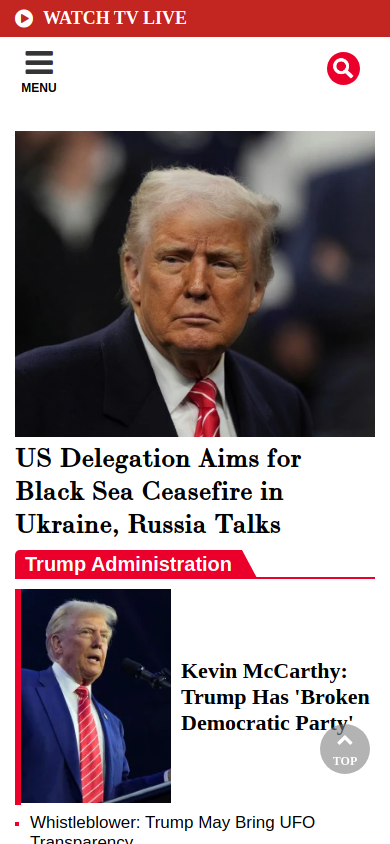 WATCH TV LIVE
MENU
US Delegation Aims for
Black Sea Ceasefire in
Ukraine, Russia Talks
Trump Administration
Kevin McCarthy:
Trump Has 'Broken
Democratic Party'
TOP
Whistleblower: Trump May Bring UFO
Transparency